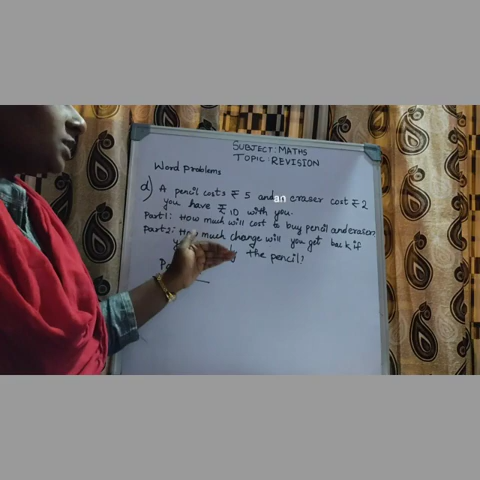 SUBJECT: MATHS
TOPIC: REVISION
Word problems
d) A pencil costs ₹ 5 and an eraser cost ₹ 2
you have ₹ 10 with you.
Part 1: How much will cost to buy pencil and eraser
part 2: How much change will you get back if
the pencil?